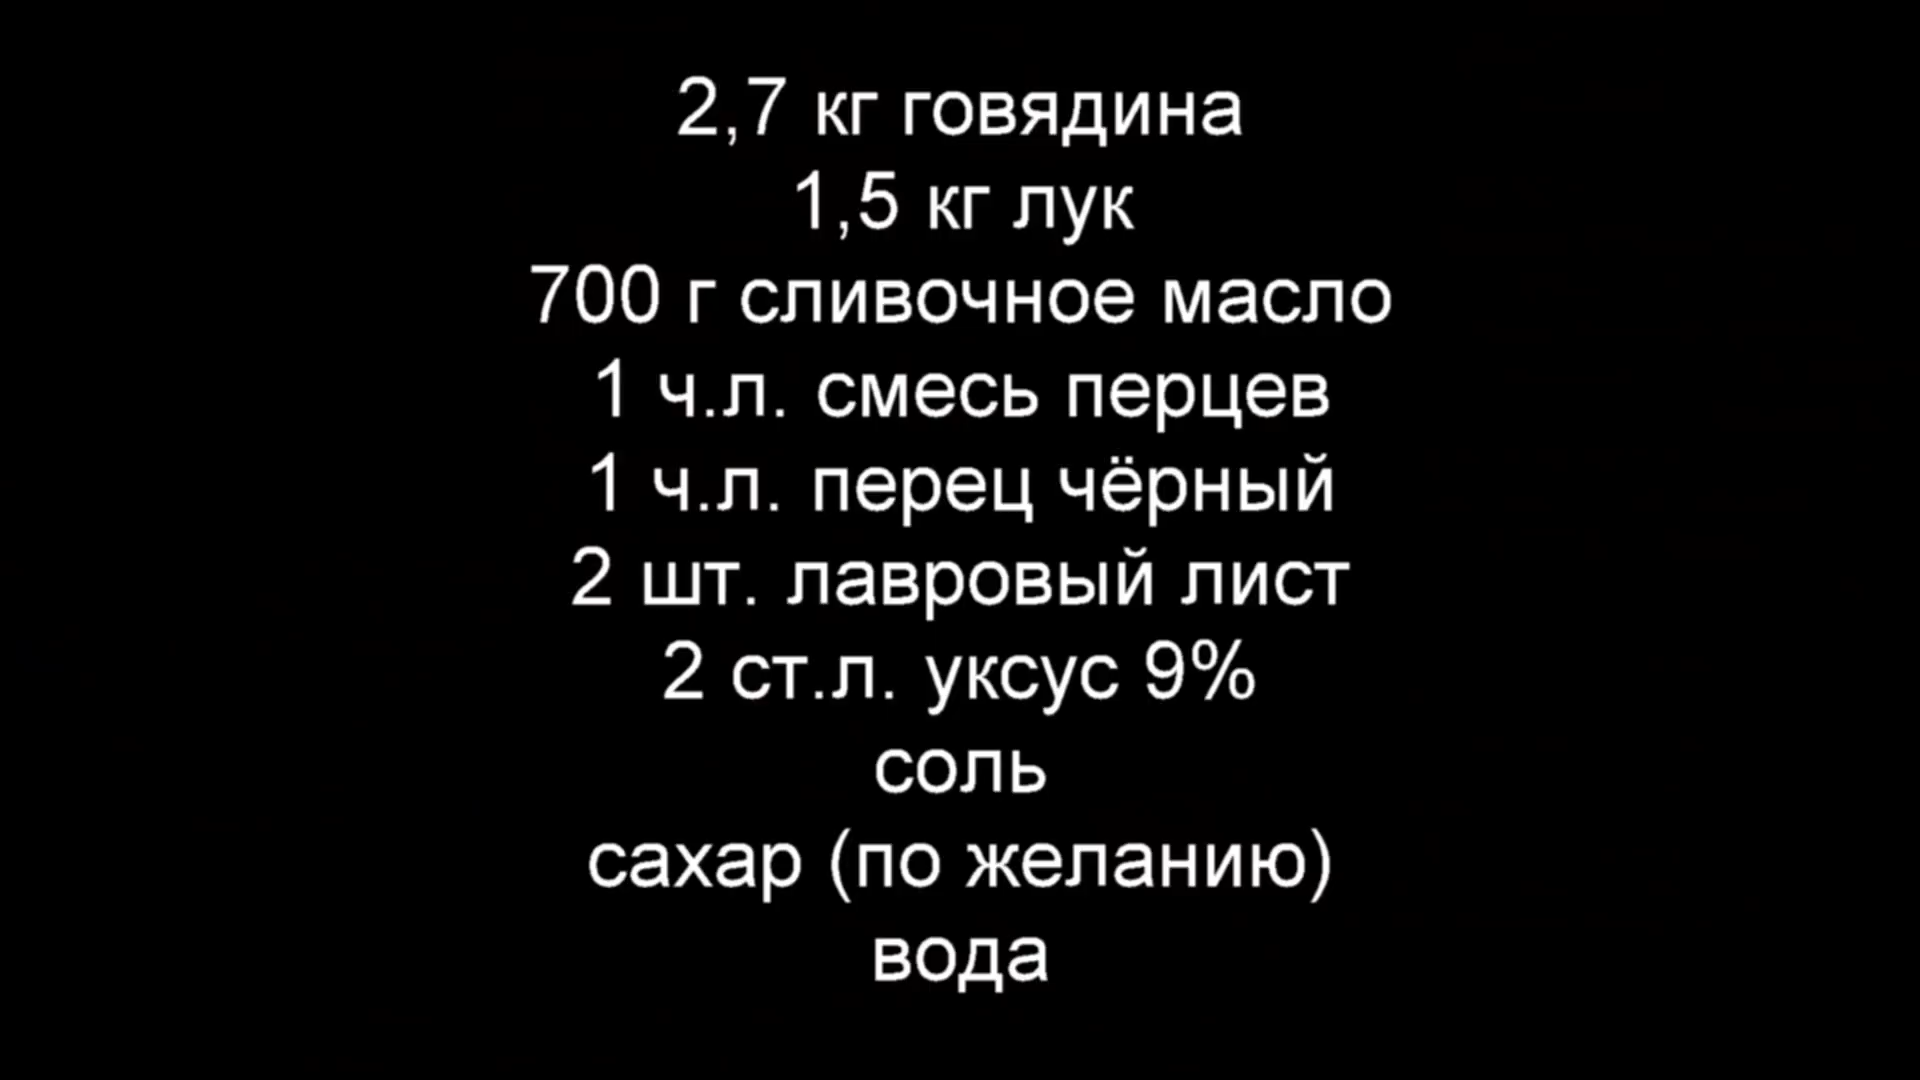 2,7 кг говядина
1,5 кг лук
700 г сливочное масло
1 ч.л. смесь перцев
1 ч.л. перец чёрный
2 шт. лавровый лист
2 ст.л. уксус 9%
соль
сахар (по желанию)
вода